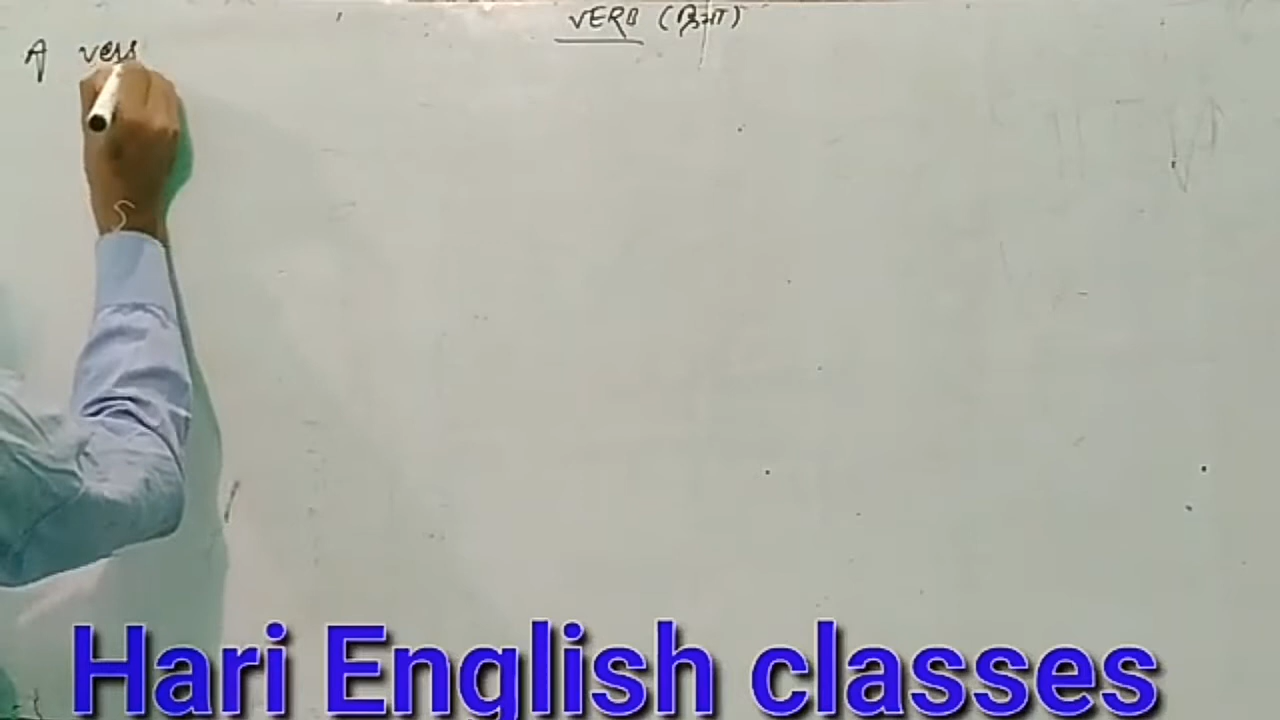 VERB (क्रिया)
A ver
Hari English classes